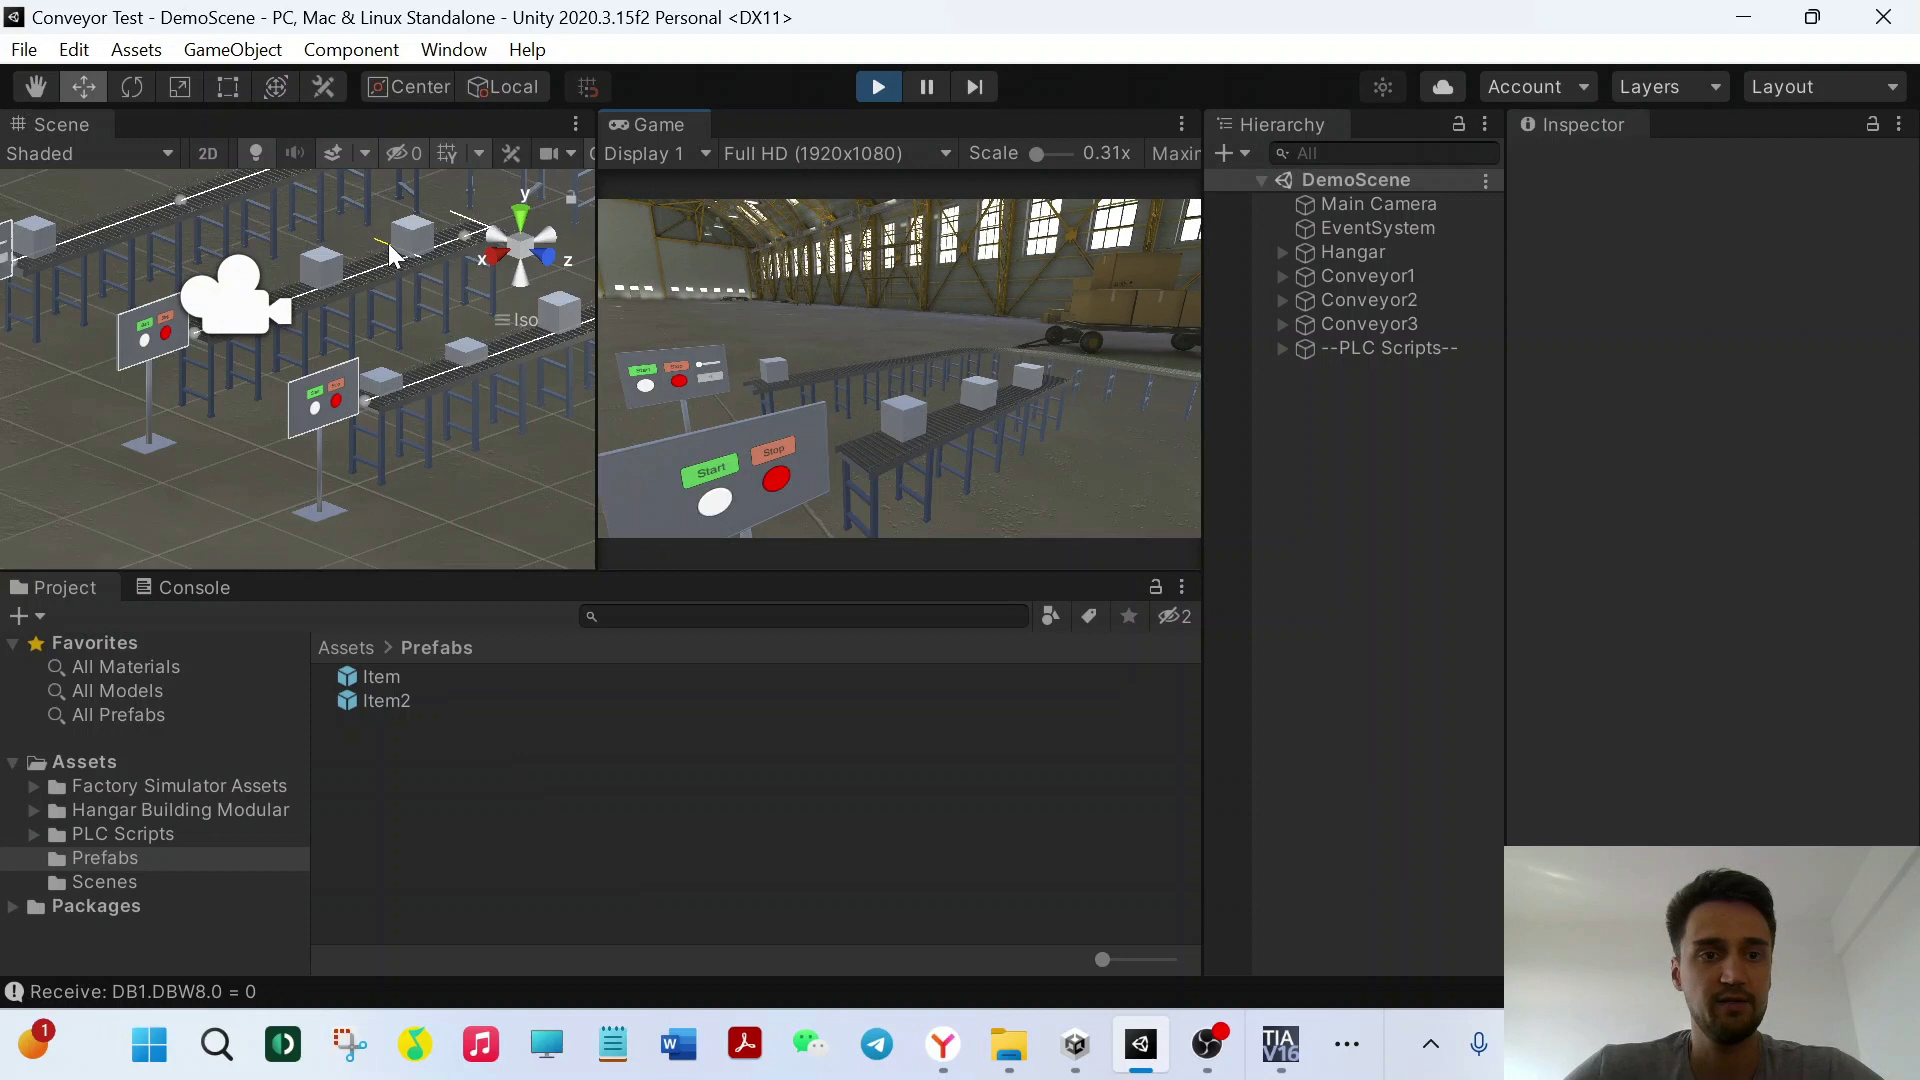 Conveyor Test - DemoScene - PC, Mac & Linux Standalone - Unity 2020.3.15f2 Personal <DX11>
File Edit Assets GameObject Component Window Help
Center Local Account Layers Layout
Scene Game Hierarchy Inspector
Shaded 2D 0 Display 1 Full HD (1920x1080) Scale 0.31x Maxin All
DemoScene
Main Camera
EventSystem
Hangar
Conveyor1
Conveyor2
Conveyor3
--PLC Scripts--
y
x z
Iso
Start Stop
Start Stop
Project Console
2
Favorites
All Materials
All Models
All Prefabs
Assets
Factory Simulator Assets
Hangar Building Modular
PLC Scripts
Prefabs
Scenes
Packages
Assets > Prefabs
Item
Item2
Receive: DB1.DBW8.0 = 0
1
W
TIA
V16